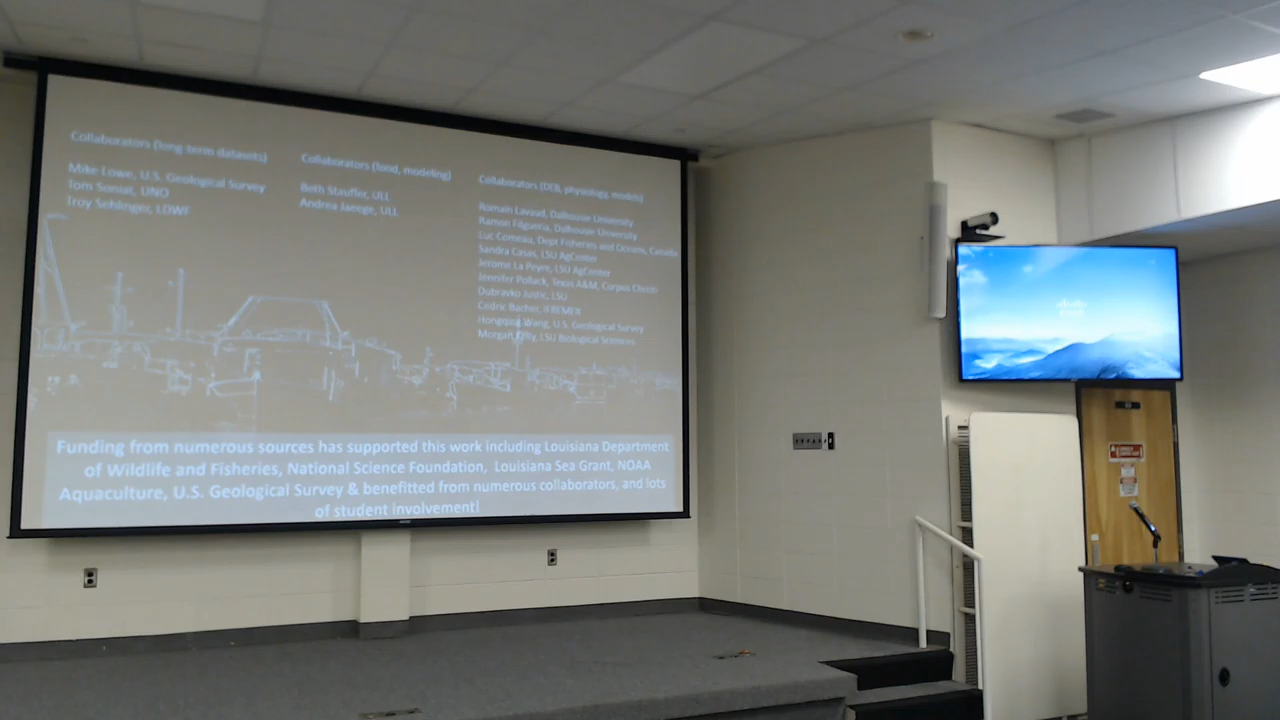 Collaborators (long-term datasets)
Mike Lowe, U.S. Geological Survey
Tom Soniat, UNO
Troy Sehlinger, LDWF
Collaborators (food, modeling)
Beth Stauffer, ULL
Andrea Jaeege, ULL
Collaborators (DEB, physiology, models)
Romain Lavaud, Dalhouse University
Ramon Filgueira, Dalhouse University
Luc Comeau, Dept Fisheries and Oceans, Canada
Sandra Casas, LSU AgCenter
Jerome La Peyre, LSU AgCenter
Jennifer Pollack, Texas A&M, Corpus Christi
Dubravko Justic, LSU
Cedric Bacher, IFREMER
Hongqing Wang, U.S. Geological Survey
Morgan Kelly, LSU Biological Sciences
Funding from numerous sources has supported this work including Louisiana Department
of Wildlife and Fisheries, National Science Foundation, Louisiana Sea Grant, NOAA
Aquaculture, U.S. Geological Survey & benefitted from numerous collaborators, and lots
of student involvement!